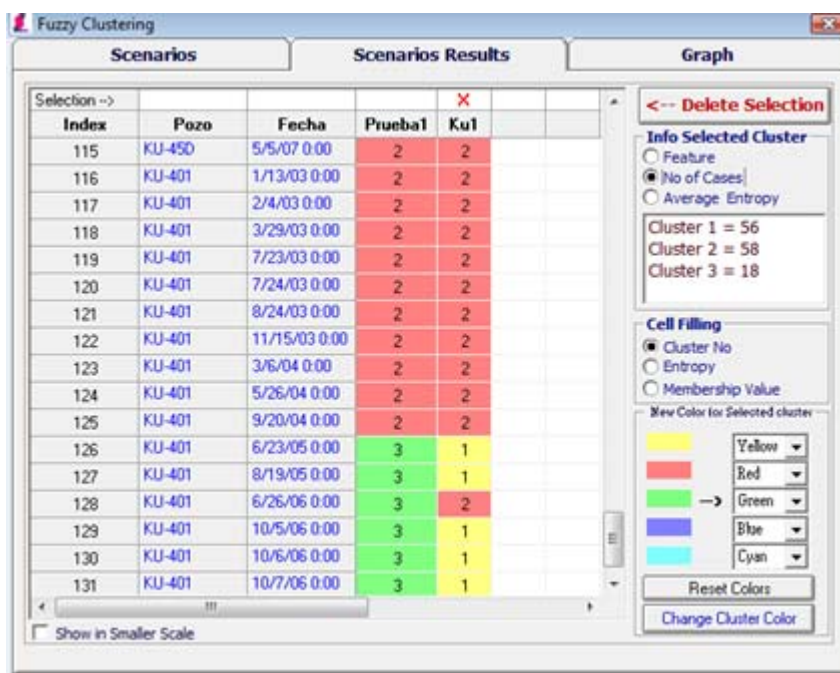 Fuzzy Clustering
Scenarios Scenarios Results Graph
Selection --> X
Index Pozo Fecha Prueba1 Ku1
115 KU-45D 5/5/07 0:00 2 2
116 KU-401 1/13/03 0:00 2 2
117 KU-401 2/4/03 0:00 2 2
118 KU-401 3/29/03 0:00 2 2
119 KU-401 7/23/03 0:00 2 2
120 KU-401 7/24/03 0:00 2 2
121 KU-401 8/24/03 0:00 2 2
122 KU-401 11/15/03 0:00 2 2
123 KU-401 3/6/04 0:00 2 2
124 KU-401 5/26/04 0:00 2 2
125 KU-401 9/20/04 0:00 2 2
126 KU-401 6/23/05 0:00 3 1
127 KU-401 8/19/05 0:00 3 1
128 KU-401 6/26/06 0:00 3 2
129 KU-401 10/5/06 0:00 3 1
130 KU-401 10/6/06 0:00 3 1
131 KU-401 10/7/06 0:00 3 1
Show in Smaller Scale
<-- Delete Selection
Info Selected Cluster
Feature
No of Cases
Average Entropy
Cluster 1 = 56
Cluster 2 = 58
Cluster 3 = 18
Cell Filling
Cluster No
Entropy
Membership Value
New Color for Selected cluster
Yellow
Red
--> Green
Blue
Cyan
Reset Colors
Change Cluster Color